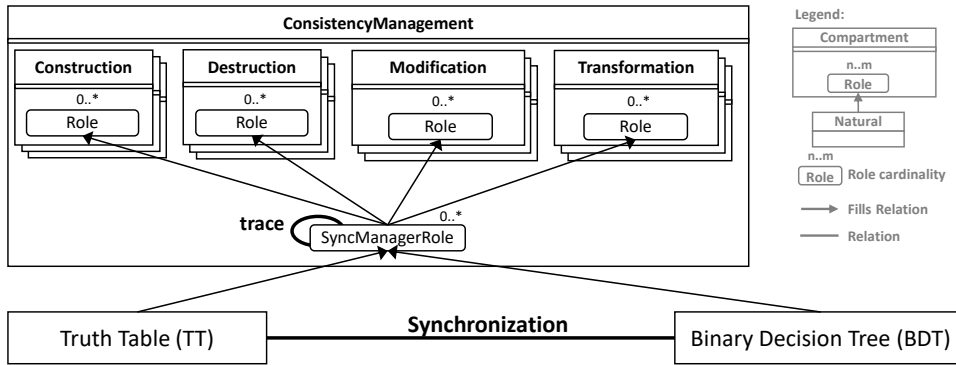 ConsistencyManagement
Construction
0..*
Role
Destruction
0..*
Role
Modification
0..*
Role
Transformation
0..*
Role
trace
0..*
SyncManagerRole
Truth Table (TT)
Synchronization
Binary Decision Tree (BDT)
Legend:
Compartment
n..m
Role
Natural
n..m
Role
Role cardinality
Fills Relation
Relation